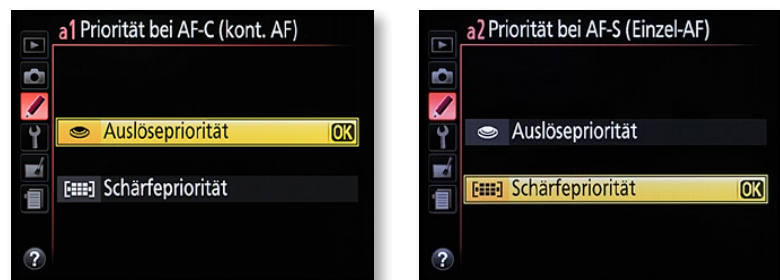 a1 Priorität bei AF-C (kont. AF)
Auslösepriorität OK
Schärfepriorität
?
a2 Priorität bei AF-S (Einzel-AF)
Auslösepriorität
Schärfepriorität OK
?